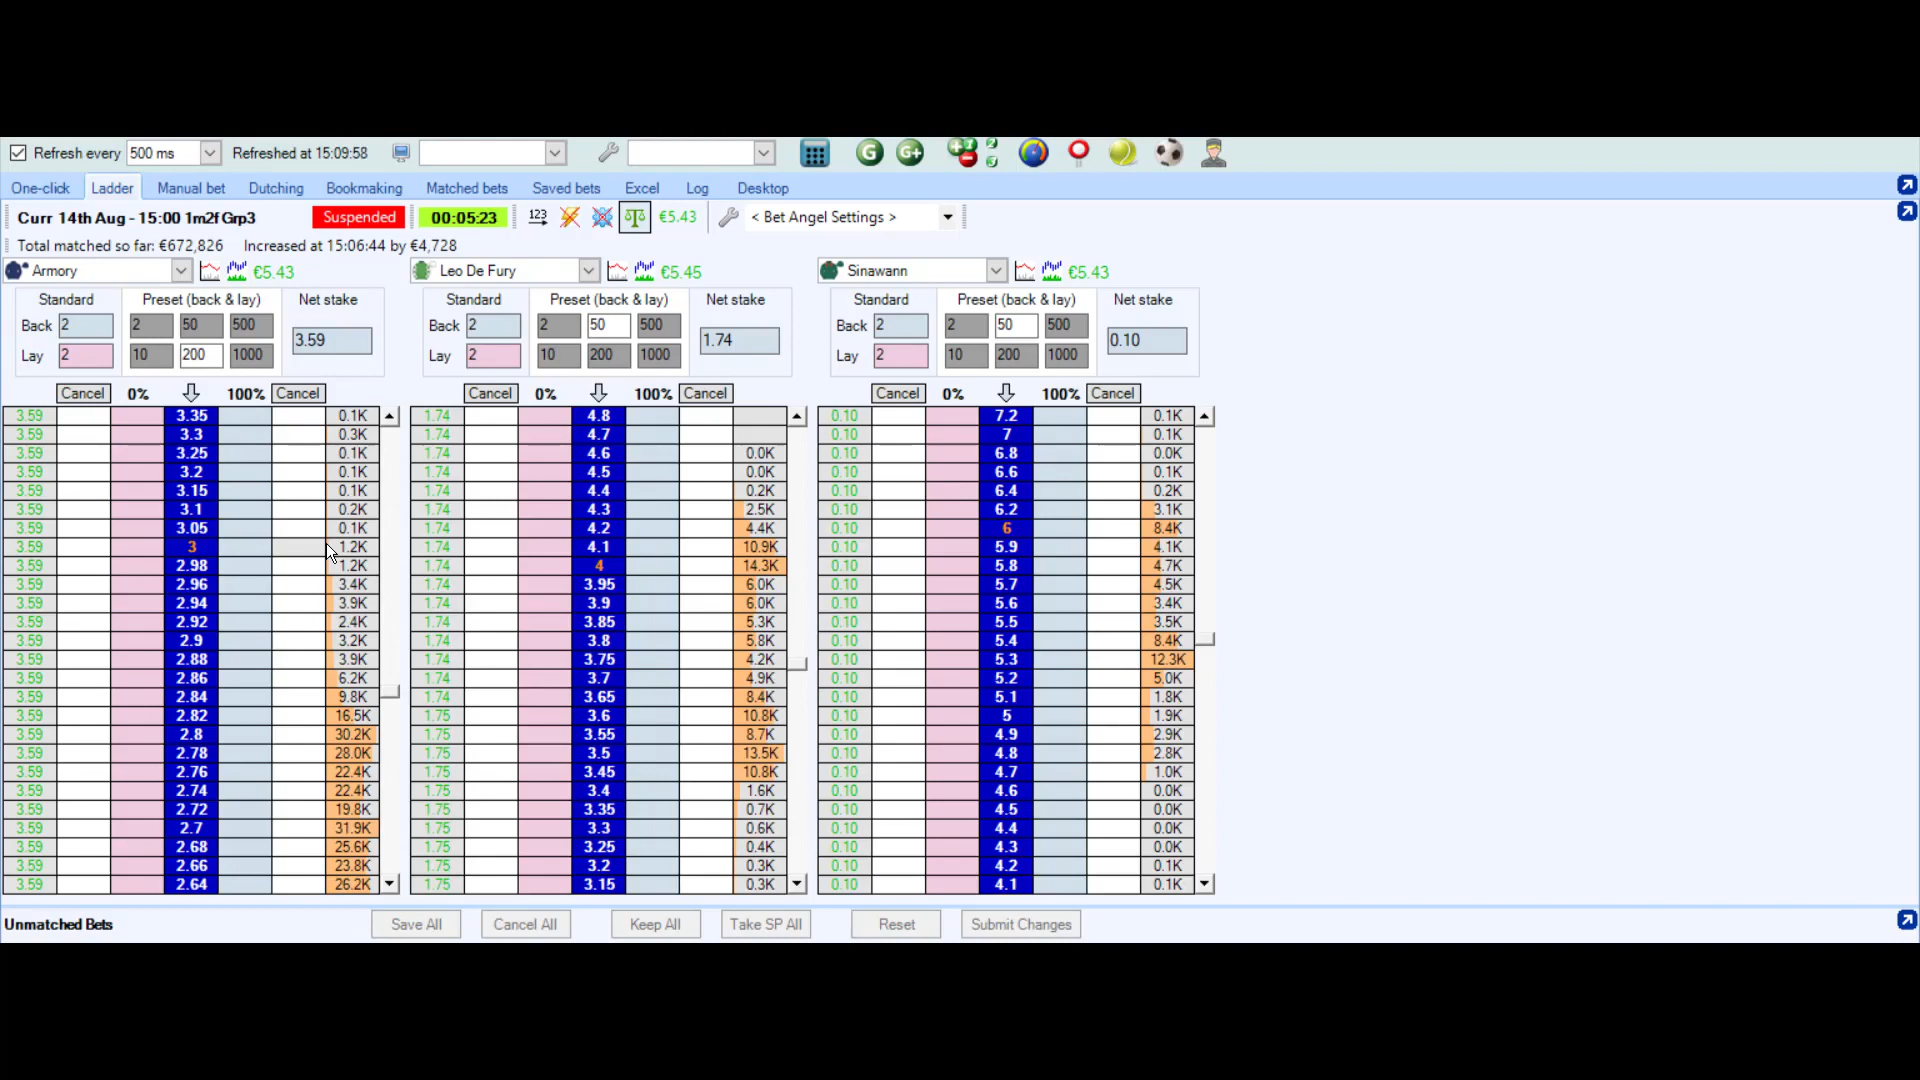 Refresh every 500 ms Refreshed at 15:09:58
One-click Ladder Manual bet Dutching Bookmaking Matched bets Saved bets Excel Log Desktop
Curr 14th Aug - 15:00 1m2f Grp3 Suspended 00:05:23 123 €5.43 < Bet Angel Settings >
Total matched so far: €672,826 Increased at 15:06:44 by €4,728
Armory €5.43 Leo De Fury €5.45 Sinawann €5.43
Standard Preset (back & lay) Net stake Standard Preset (back & lay) Net stake Standard Preset (back & lay) Net stake
Back 2 2 50 500 3.59 Back 2 2 50 500 1.74 Back 2 2 50 500 0.10
Lay 2 10 200 1000 Lay 2 10 200 1000 Lay 2 10 200 1000
Cancel 0% 100% Cancel Cancel 0% 100% Cancel Cancel 0% 100% Cancel
3.59 3.35 0.1K 1.74 4.8 0.10 7.2 0.1K
3.59 3.3 0.3K 1.74 4.7 0.10 7 0.1K
3.59 3.25 0.1K 1.74 4.6 0.0K 0.10 6.8 0.0K
3.59 3.2 0.1K 1.74 4.5 0.0K 0.10 6.6 0.1K
3.59 3.15 0.1K 1.74 4.4 0.2K 0.10 6.4 0.2K
3.59 3.1 0.2K 1.74 4.3 2.5K 0.10 6.2 3.1K
3.59 3.05 0.1K 1.74 4.2 4.4K 0.10 6 8.4K
3.59 3 1.2K 1.74 4.1 10.9K 0.10 5.9 4.1K
3.59 2.98 1.2K 1.74 4 14.3K 0.10 5.8 4.7K
3.59 2.96 3.4K 1.74 3.95 6.0K 0.10 5.7 4.5K
3.59 2.94 3.9K 1.74 3.9 6.0K 0.10 5.6 3.4K
3.59 2.92 2.4K 1.74 3.85 5.3K 0.10 5.5 3.5K
3.59 2.9 3.2K 1.74 3.8 5.8K 0.10 5.4 8.4K
3.59 2.88 3.9K 1.74 3.75 4.2K 0.10 5.3 12.3K
3.59 2.86 6.2K 1.74 3.7 4.9K 0.10 5.2 5.0K
3.59 2.84 9.8K 1.74 3.65 8.4K 0.10 5.1 1.8K
3.59 2.82 16.5K 1.75 3.6 10.8K 0.10 5 1.9K
3.59 2.8 30.2K 1.75 3.55 8.7K 0.10 4.9 2.9K
3.59 2.78 28.0K 1.75 3.5 13.5K 0.10 4.8 2.8K
3.59 2.76 22.4K 1.75 3.45 10.8K 0.10 4.7 1.0K
3.59 2.74 22.4K 1.75 3.4 1.6K 0.10 4.6 0.0K
3.59 2.72 19.8K 1.75 3.35 0.7K 0.10 4.5 0.0K
3.59 2.7 31.9K 1.75 3.3 0.6K 0.10 4.4 0.0K
3.59 2.68 25.6K 1.75 3.25 0.4K 0.10 4.3 0.0K
3.59 2.66 23.8K 1.75 3.2 0.3K 0.10 4.2 0.1K
3.59 2.64 26.2K 1.75 3.15 0.3K 0.10 4.1 0.1K
Unmatched Bets Save All Cancel All Keep All Take SP All Reset Submit Changes